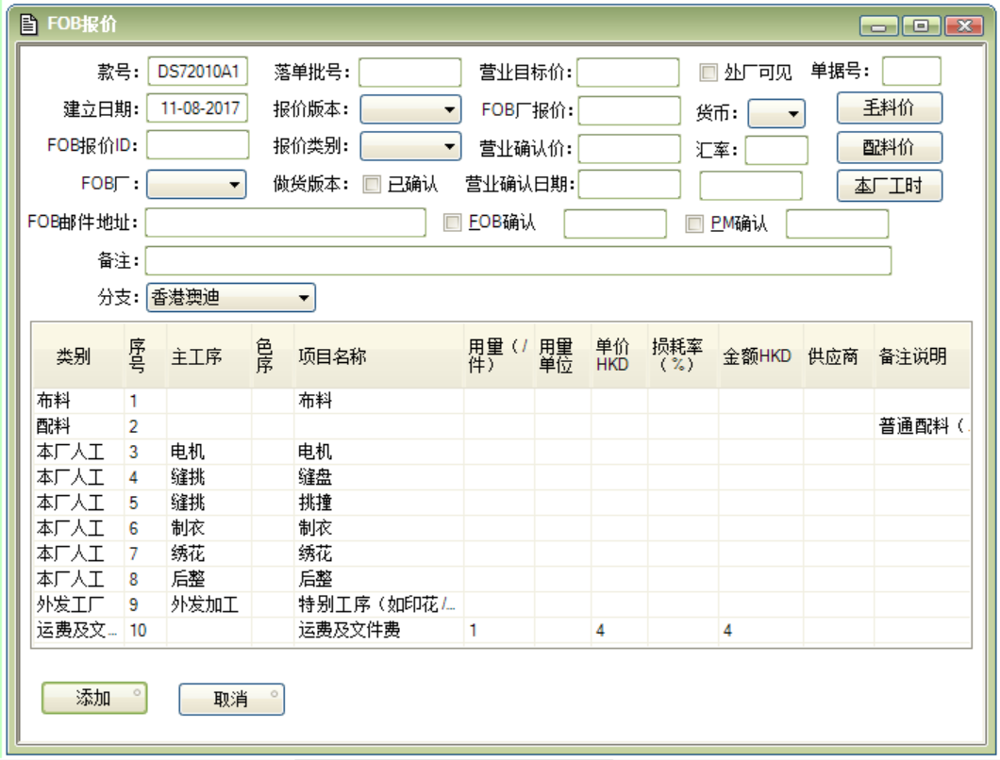 FOB报价
款号: DS72010A1 落单批号: 营业目标价: 外厂可见 单据号:
建立日期: 11-08-2017 报价版本: FOB厂报价: 货币: 毛料价
FOB报价ID: 报价类别: 营业确认价: 汇率: 配料价
FOB厂: 做货版本: 已确认 营业确认日期: 本厂工时
FOB邮件地址: FOB确认 PM确认
备注:
分支: 香港澳迪
类别 序号 主工序 色序 项目名称 用量（/件） 用量单位 单价HKD 损耗率（%） 金额HKD 供应商 备注说明
布料 1 布料
配料 2 普通配料（
本厂人工 3 电机 电机
本厂人工 4 缝挑 缝盘
本厂人工 5 缝挑 挑撞
本厂人工 6 制衣 制衣
本厂人工 7 绣花 绣花
本厂人工 8 后整 后整
外发工厂 9 外发加工 特别工序（如印花/...
运费及文... 10 运费及文件费 1 4 4
添加 取消